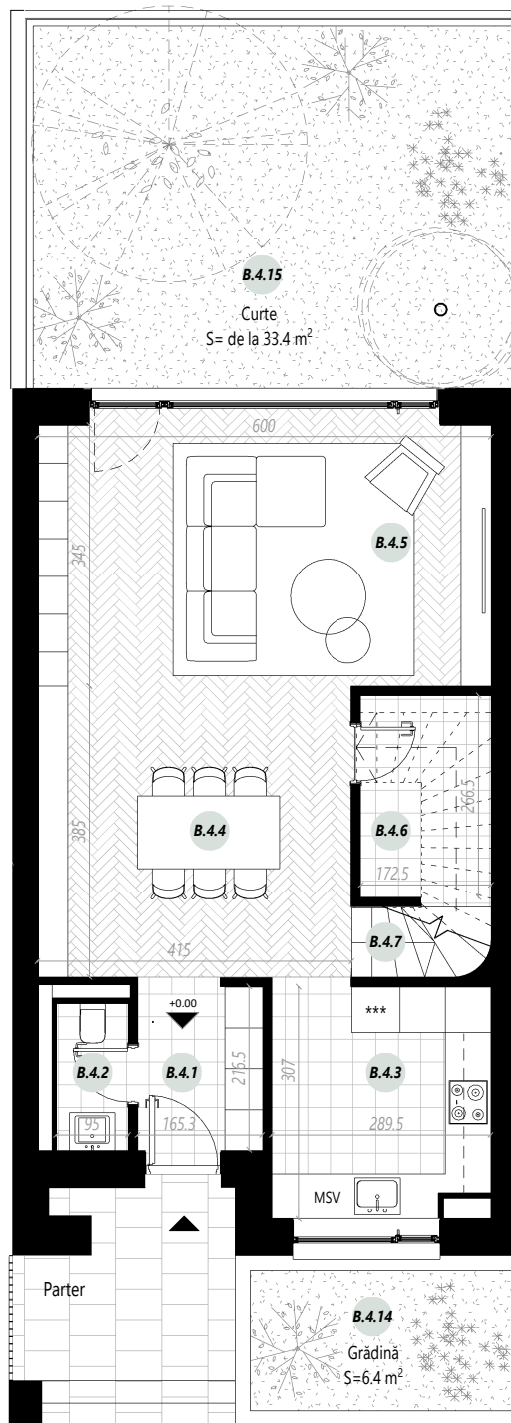 B.4.15
Curte
S= de la 33.4 m²
600
B.4.5
345
266.5
385
B.4.4
B.4.6
172.5
415
B.4.7
+0.00
***
B.4.2
B.4.1
216.5
307
B.4.3
95
165.3
289.5
MSV
Parter
B.4.14
Grădină
S=6.4 m²